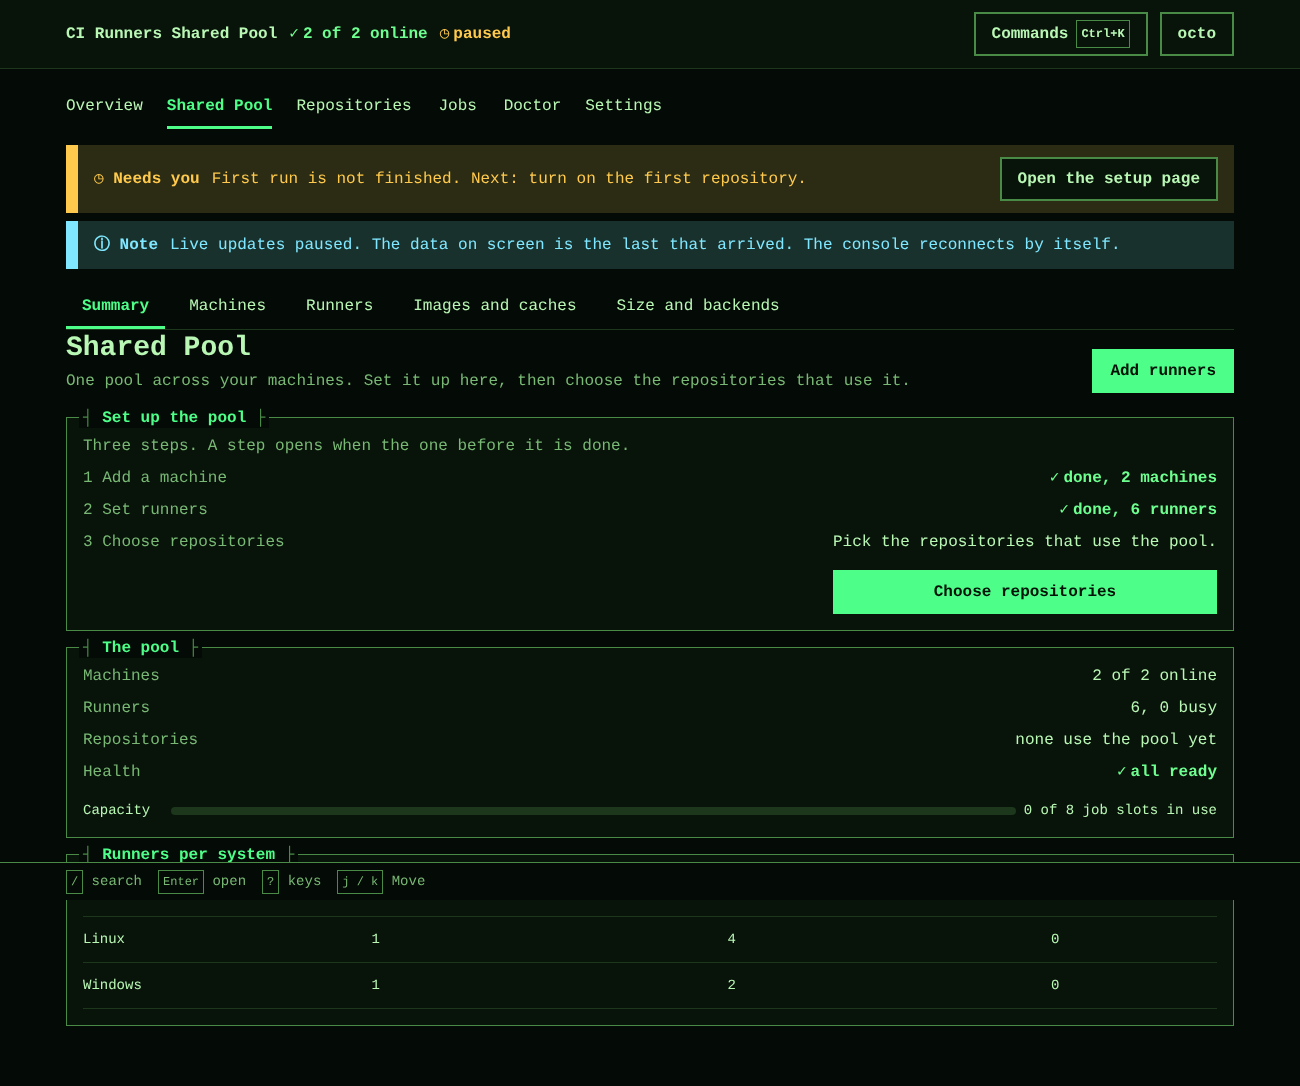 CI Runners Shared Pool ✓ 2 of 2 online ◷ paused
Commands Ctrl+K octo
Overview Shared Pool Repositories Jobs Doctor Settings
◷ Needs you First run is not finished. Next: turn on the first repository. Open the setup page
ⓘ Note Live updates paused. The data on screen is the last that arrived. The console reconnects by itself.
Summary Machines Runners Images and caches Size and backends
Shared Pool
One pool across your machines. Set it up here, then choose the repositories that use it.
Add runners
Set up the pool
Three steps. A step opens when the one before it is done.
1 Add a machine ✓ done, 2 machines
2 Set runners ✓ done, 6 runners
3 Choose repositories Pick the repositories that use the pool.
Choose repositories
The pool
Machines 2 of 2 online
Runners 6, 0 busy
Repositories none use the pool yet
Health ✓ all ready
Capacity 0 of 8 job slots in use
Runners per system
/ search Enter open ? keys j / k Move
Linux 1 4 0
Windows 1 2 0